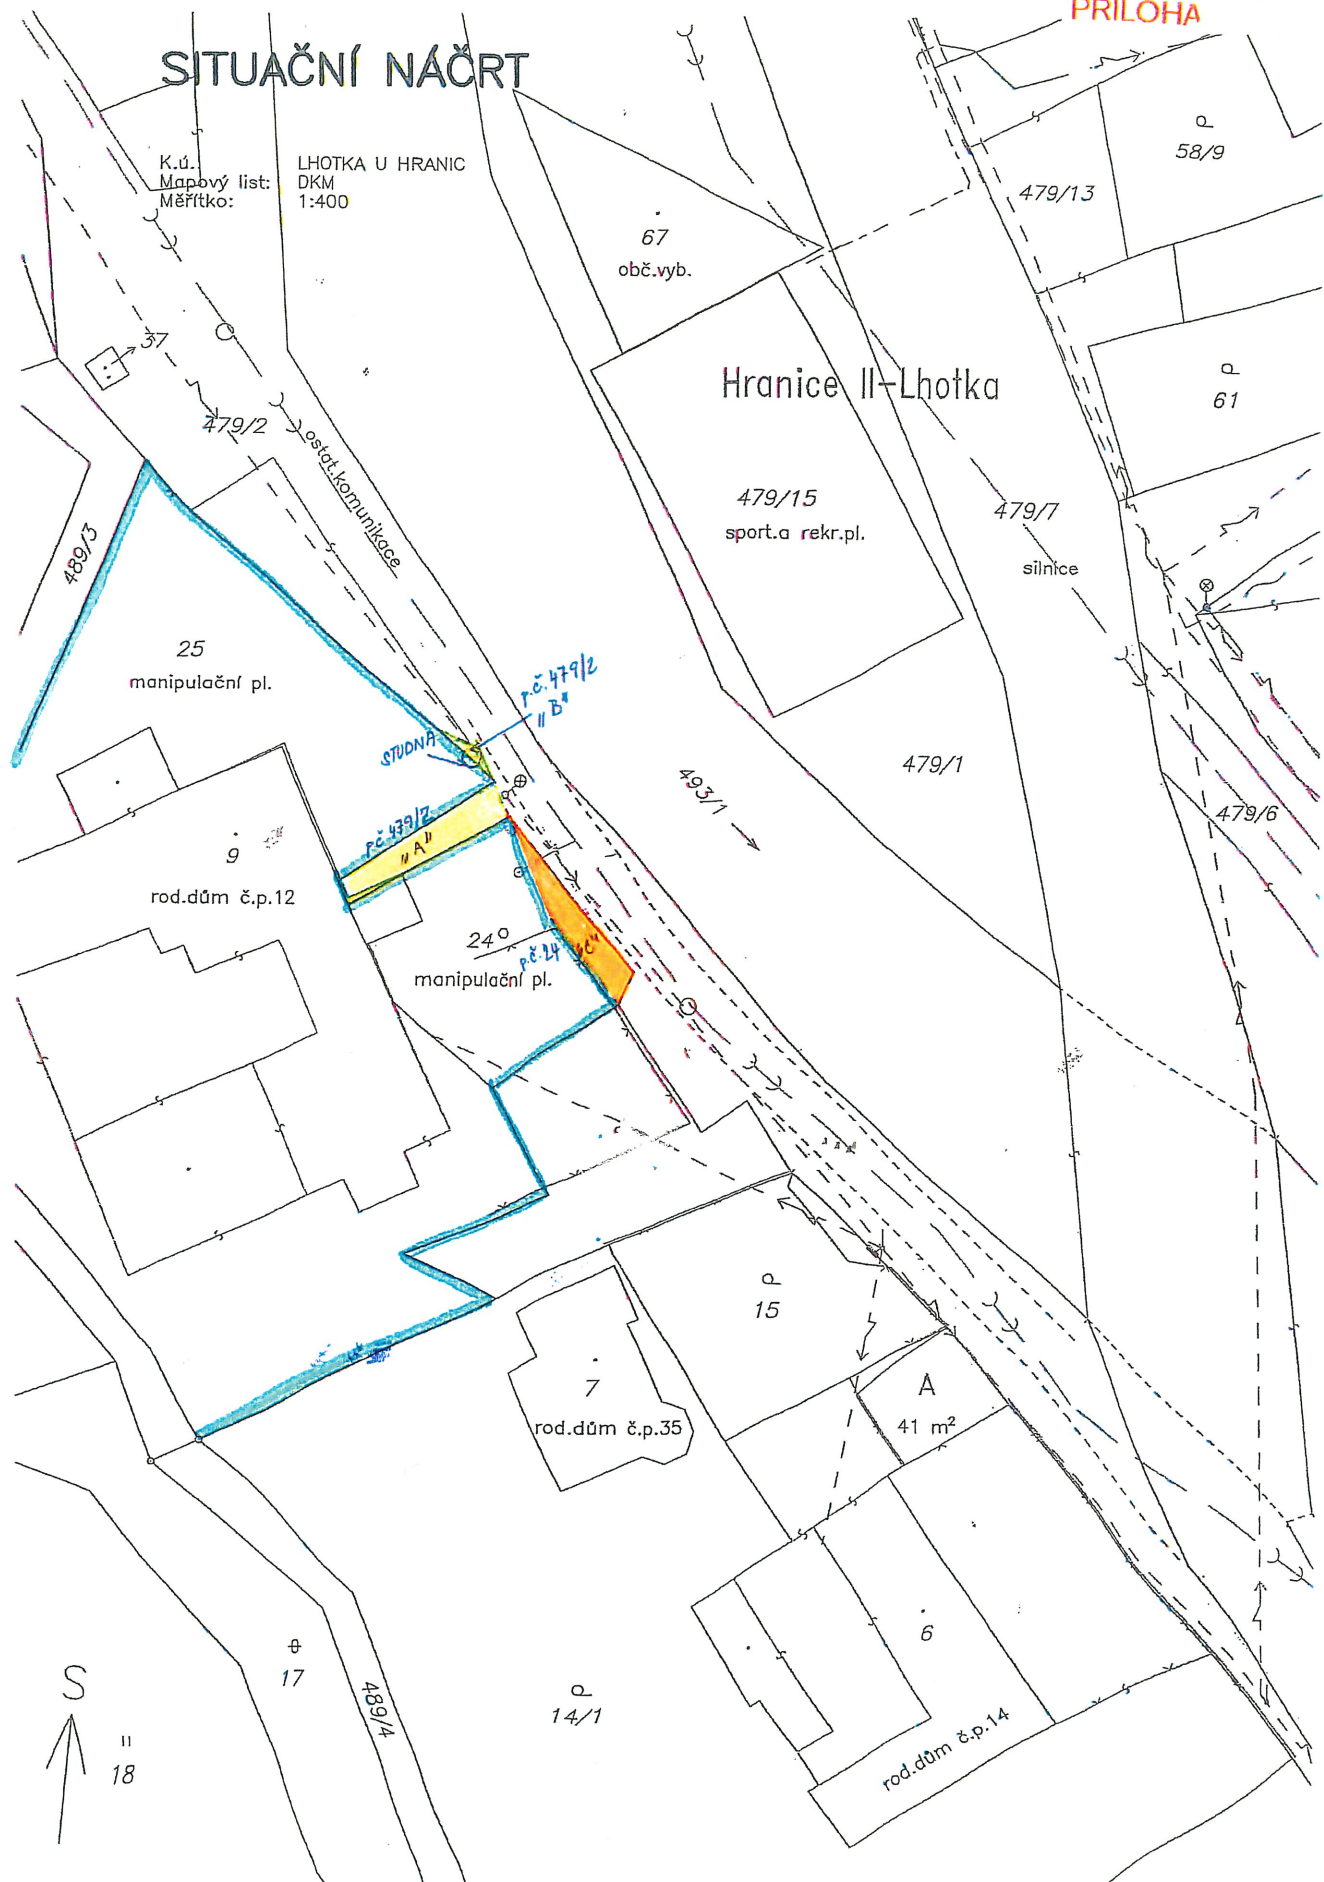 PŘÍLOHA
SITUAČNÍ NÁČRT
K.ú.: LHOTKA U HRANIC
Mapový list: DKM
Měřítko: 1:400
58/9
479/13
67
obč.vyb.
37
Hranice II-Lhotka
61
479/2
ostat.komunikace
479/15
sport.a rekr.pl.
479/7
silnice
489/3
25
manipulační pl.
p.č. 479/2
"B"
STUDNA
479/1
493/1
479/6
p.č 479/2
"A"
9
rod.dům č.p.12
24
p.č.24 "C"
manipulační pl.
15
7
rod.dům č.p.35
A
41 m²
6
17
489/4
14/1
rod.dům č.p.14
S
18